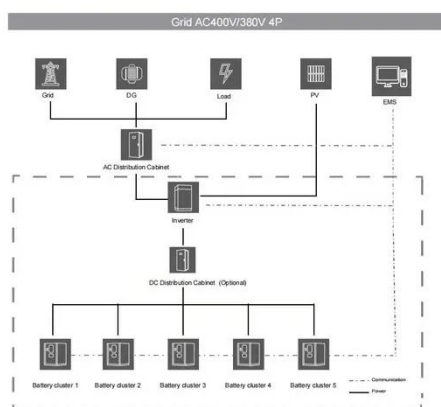 Grid AC400V/380V 4P
Grid
DG
Load
PV
EMS
AC Distribution Cabinet
Inverter
DC Distribution Cabinet (Optional)
Battery cluster 1
Battery cluster 2
Battery cluster 3
Battery cluster 4
Battery cluster 5
Communication
Power